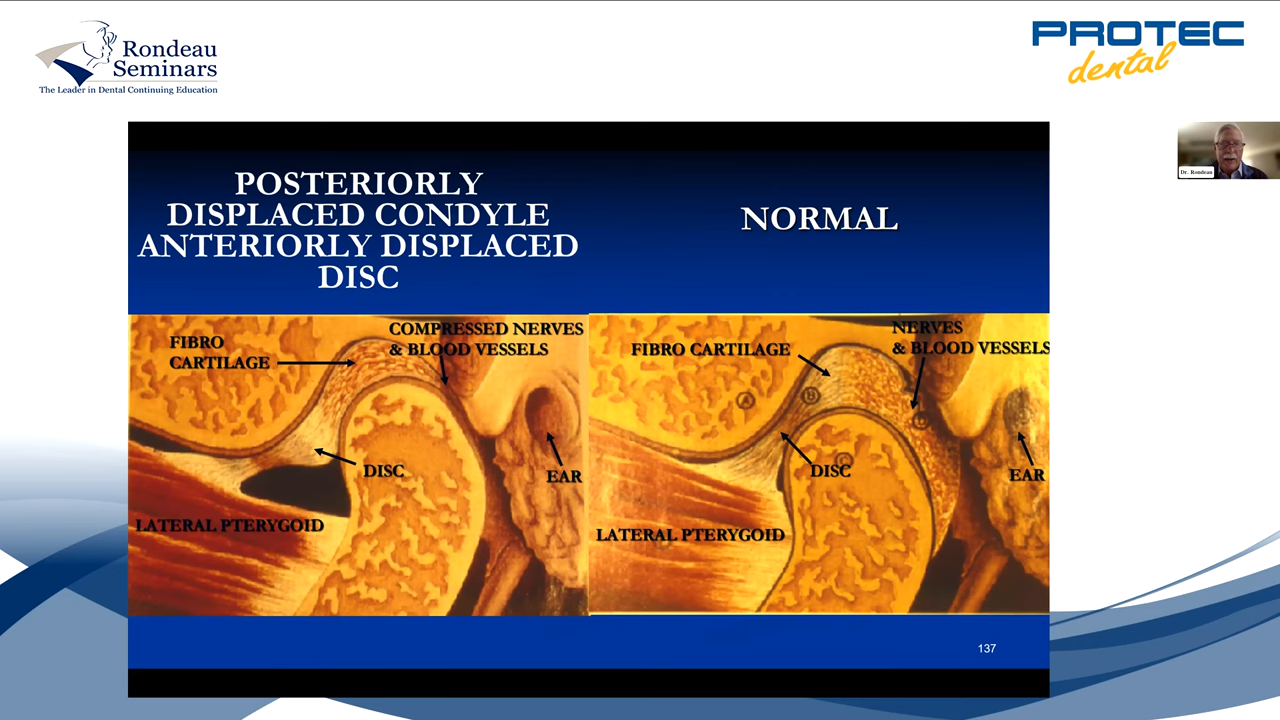 Rondeau
Seminars
The Leader in Dental Continuing Education
PROTEC
dental
Dr. Rondeau
POSTERIORLY
DISPLACED CONDYLE
ANTERIORLY DISPLACED
DISC
NORMAL
FIBRO
CARTILAGE
COMPRESSED NERVES
& BLOOD VESSELS
DISC
EAR
LATERAL PTERYGOID
FIBRO CARTILAGE
NERVES
& BLOOD VESSELS
A
B
DISC
EAR
LATERAL PTERYGOID
137